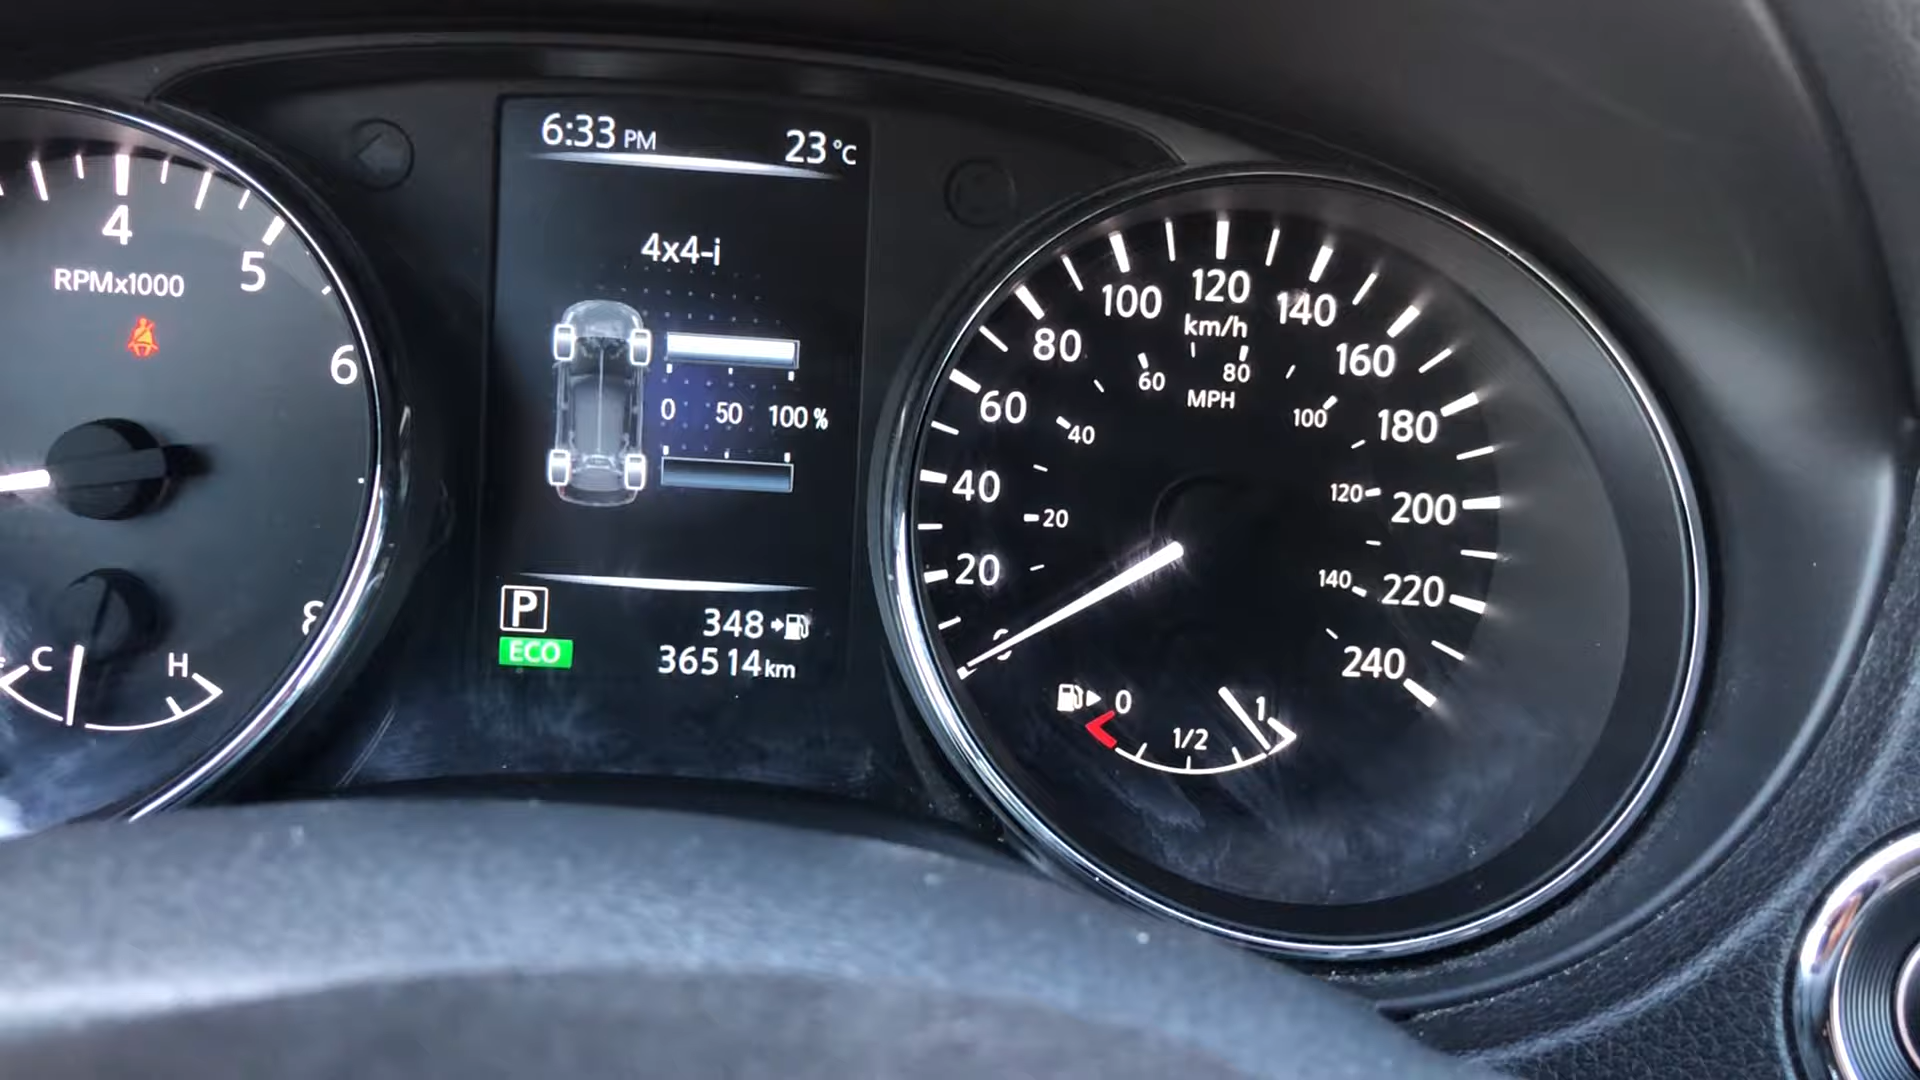 4
5
6
8
RPMx1000
C
H
6:33 PM
23 °C
4x4-i
0 50 100 %
P
ECO
348
36514 km
20
40
60
80
100
120
140
160
180
200
220
240
km/h
20
40
60
80
100
120
140
MPH
0
1/2
1